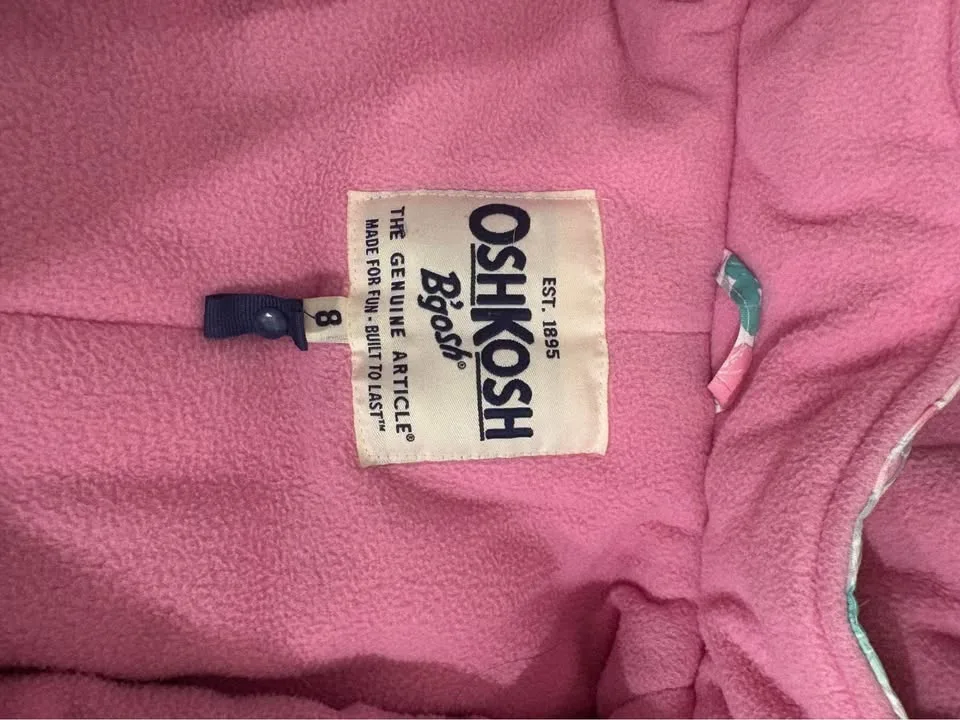 EST. 1895
OSHKOSH
B'gosh®
THE GENUINE ARTICLE®
MADE FOR FUN - BUILT TO LAST™
8